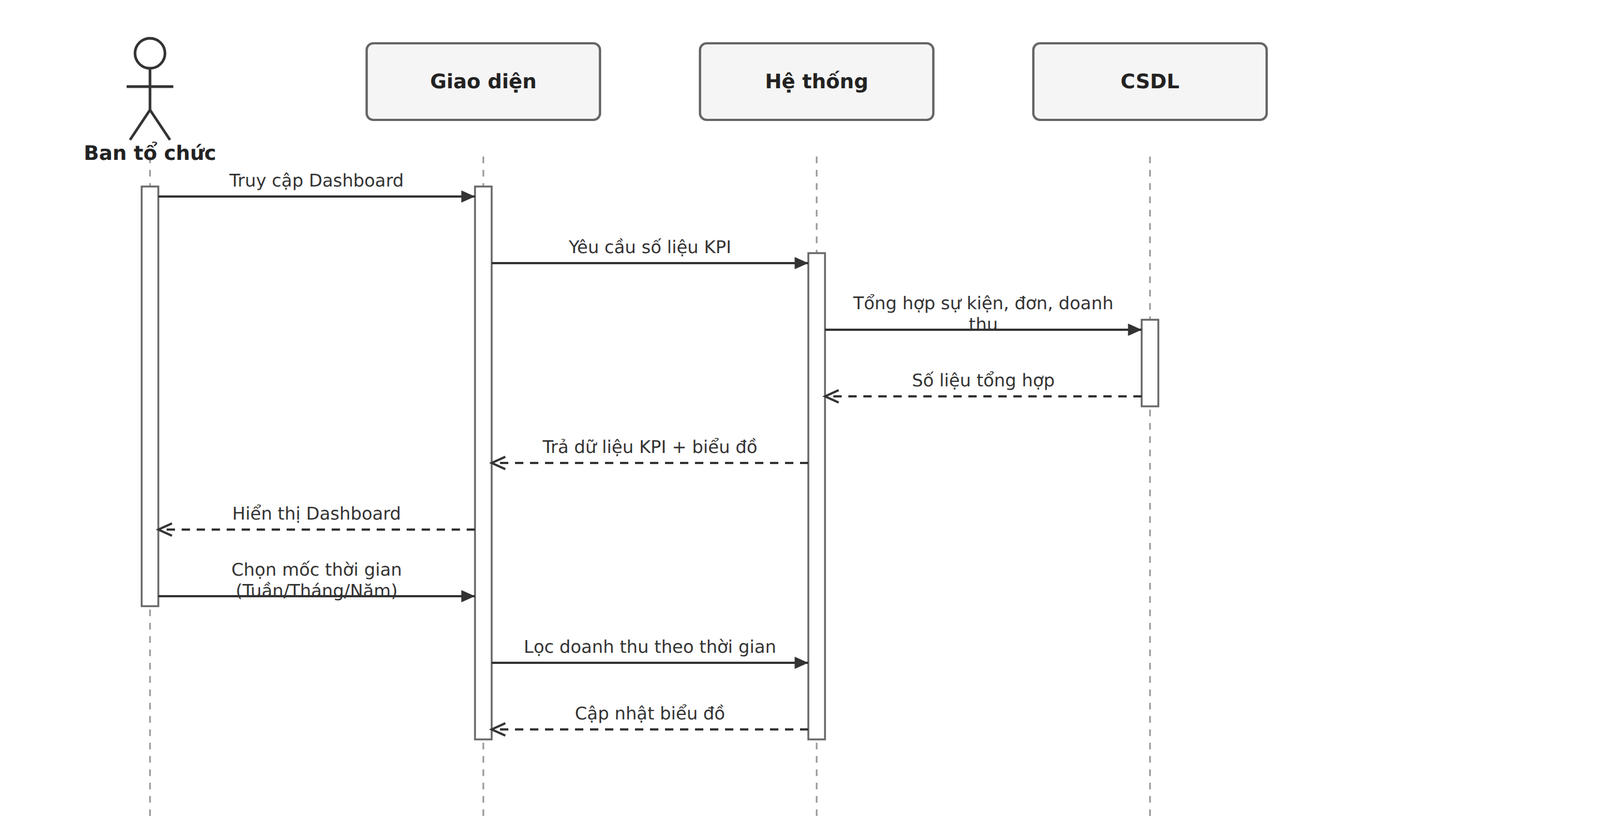 Giao diện
Hệ thống
CSDL
Ban tổ chức
Truy cập Dashboard
Yêu cầu số liệu KPI
Tổng hợp sự kiện, đơn, doanh
thu
Số liệu tổng hợp
Trả dữ liệu KPI + biểu đồ
Hiển thị Dashboard
Chọn mốc thời gian
(Tuần/Tháng/Năm)
Lọc doanh thu theo thời gian
Cập nhật biểu đồ